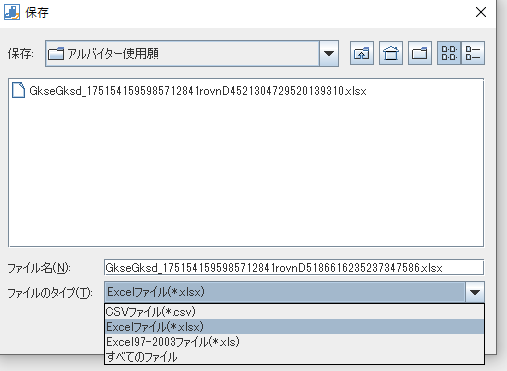 保存
保存:
アルバイター使用願
GkseGksd_1751541595985712841rovnD4521304729520139310.xlsx
ファイル名(N):
GkseGksd_1751541595985712841rovnD5186616235237347586.xlsx
ファイルのタイプ(T):
Excelファイル(*.xlsx)
CSVファイル(*.csv)
Excelファイル(*.xlsx)
Excel97-2003ファイル(*.xls)
すべてのファイル